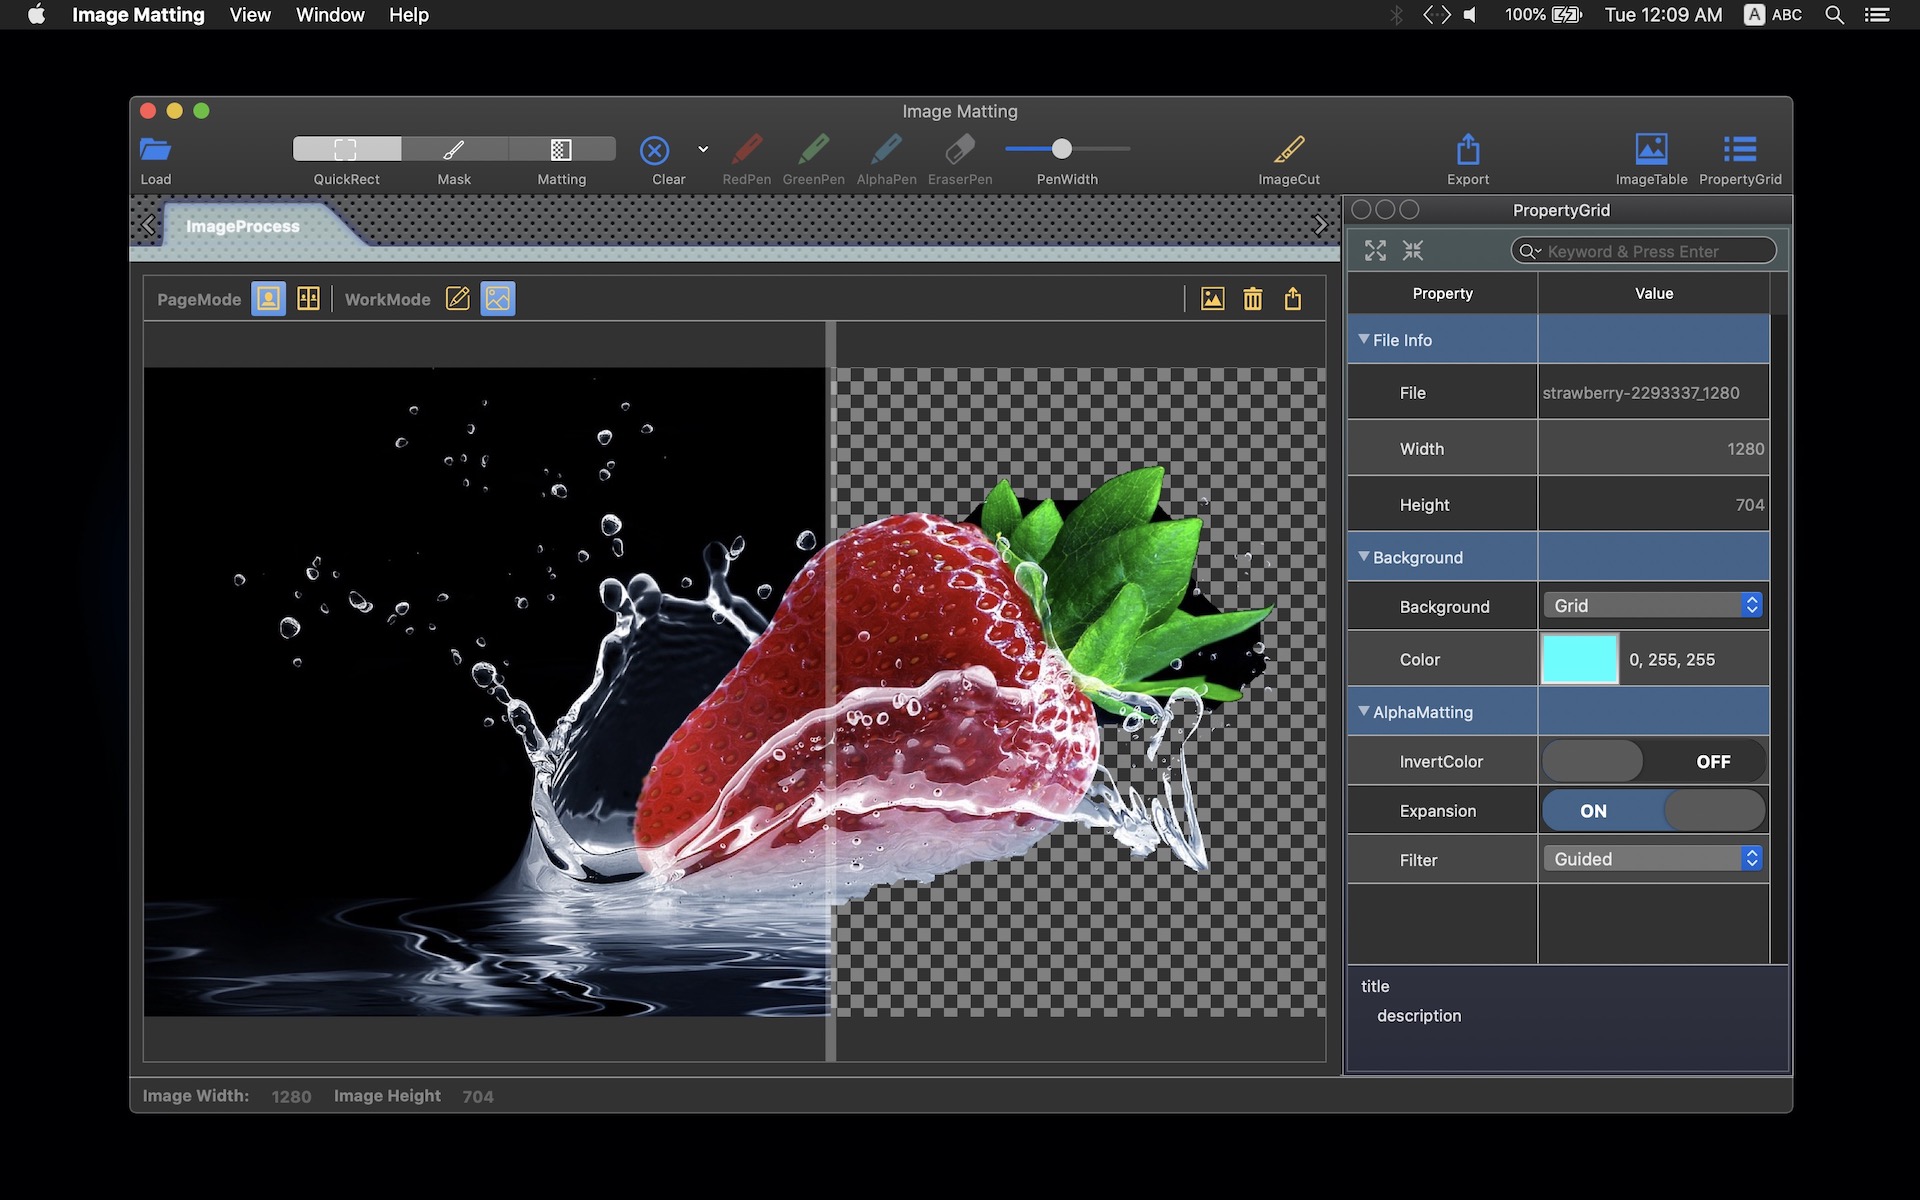 Image Matting View Window Help 100% Tue 12:09 AM A ABC
Image Matting
Load QuickRect Mask Matting Clear RedPen GreenPen AlphaPen EraserPen PenWidth ImageCut Export ImageTable PropertyGrid
ImageProcess
PageMode WorkMode
PropertyGrid
Keyword & Press Enter
Property Value
File Info
File strawberry-2293337_1280
Width 1280
Height 704
Background
Background Grid
Color 0, 255, 255
AlphaMatting
InvertColor OFF
Expansion ON
Filter Guided
title
description
Image Width: 1280 Image Height 704